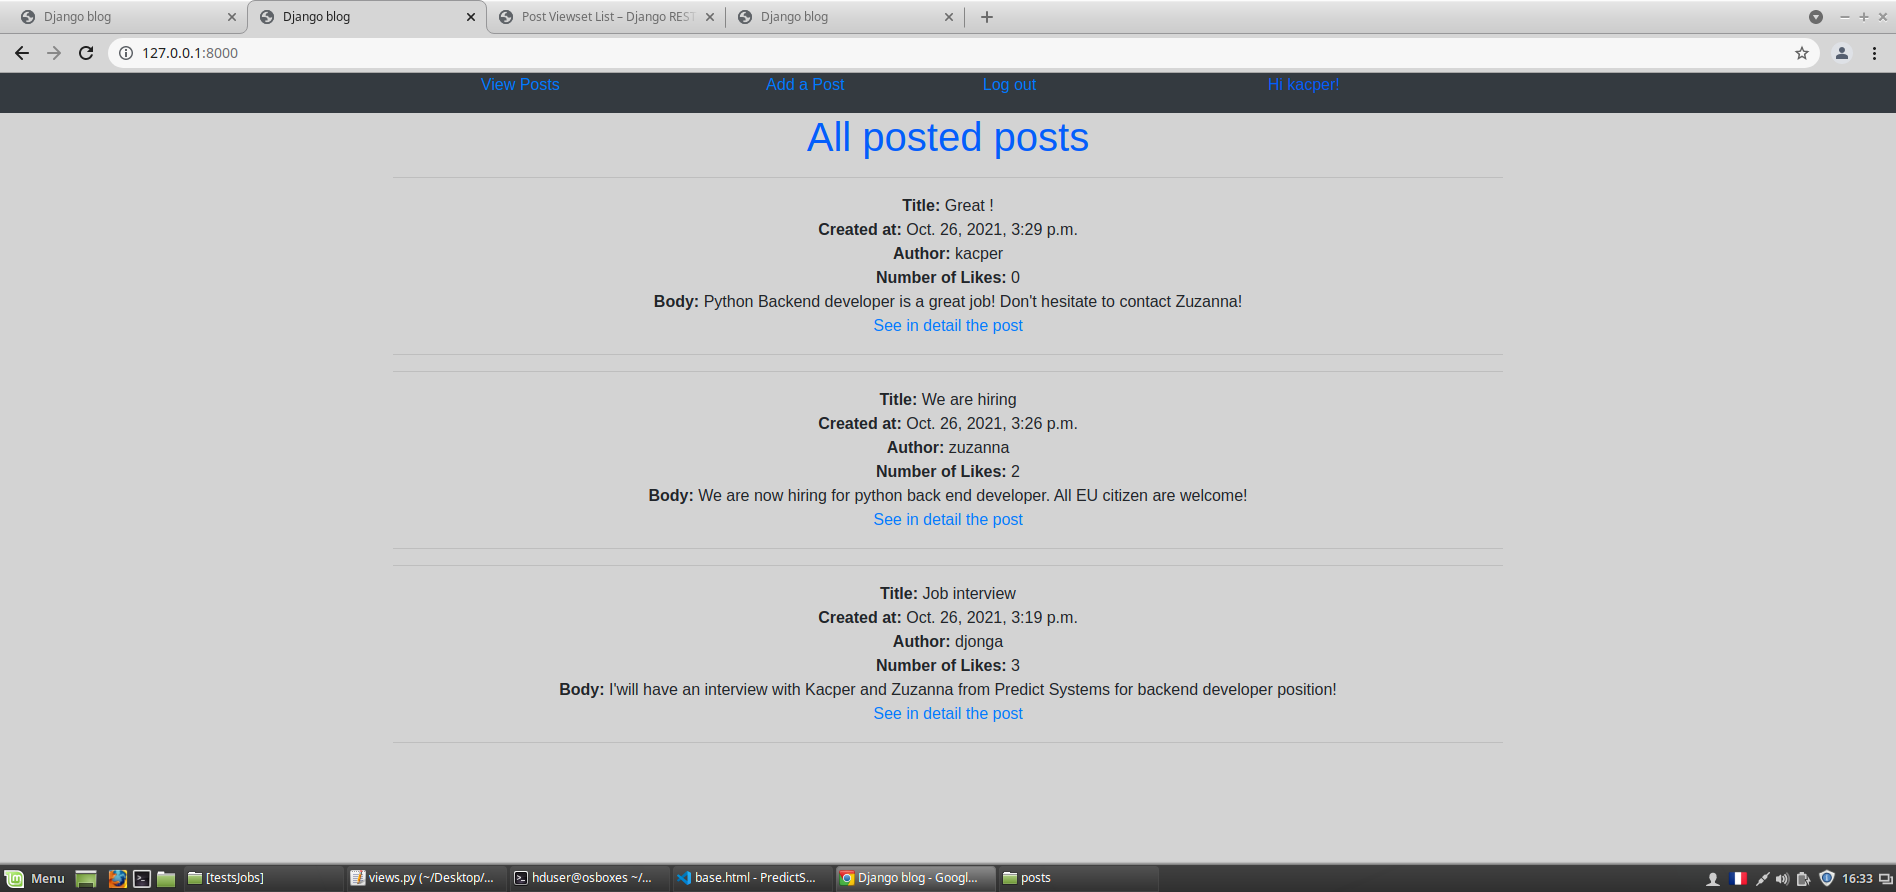 Django blog
Django blog
Post Viewset List – Django REST
Django blog
127.0.0.1:8000
View Posts
Add a Post
Log out
Hi kacper!
All posted posts
Title: Great !
Created at: Oct. 26, 2021, 3:29 p.m.
Author: kacper
Number of Likes: 0
Body: Python Backend developer is a great job! Don't hesitate to contact Zuzanna!
See in detail the post
Title: We are hiring
Created at: Oct. 26, 2021, 3:26 p.m.
Author: zuzanna
Number of Likes: 2
Body: We are now hiring for python back end developer. All EU citizen are welcome!
See in detail the post
Title: Job interview
Created at: Oct. 26, 2021, 3:19 p.m.
Author: djonga
Number of Likes: 3
Body: I'will have an interview with Kacper and Zuzanna from Predict Systems for backend developer position!
See in detail the post
Menu
[testsJobs]
views.py (~/Desktop/...
hduser@osboxes ~/...
base.html - PredictS...
Django blog - Googl...
posts
16:33